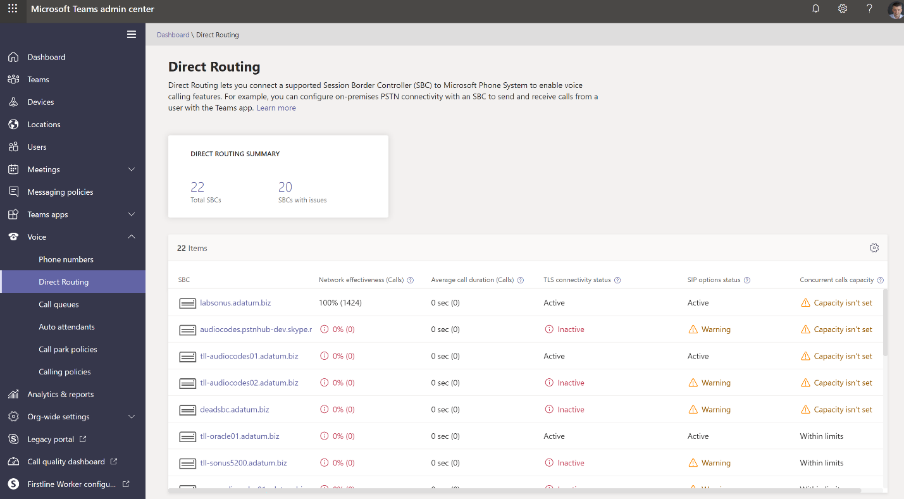 Microsoft Teams admin center
?
Dashboard \ Direct Routing
Dashboard
Teams
Devices
Locations
Users
Meetings
Messaging policies
Teams apps
Voice
Phone numbers
Direct Routing
Call queues
Auto attendants
Call park policies
Calling policies
Analytics & reports
Org-wide settings
Legacy portal
Call quality dashboard
Firstline Worker configu...
Direct Routing
Direct Routing lets you connect a supported Session Border Controller (SBC) to Microsoft Phone System to enable voice
calling features. For example, you can configure on-premises PSTN connectivity with an SBC to send and receive calls from a
user with the Teams app. Learn more
DIRECT ROUTING SUMMARY
22 20
Total SBCs SBCs with issues
22 Items
SBC Network effectiveness (Calls) Average call duration (Calls) TLS connectivity status SIP options status Concurrent calls capacity
labsonus.adatum.biz 100% (1424) 0 sec (0) Active Active Capacity isn't set
audiocodes.pstnhub-dev.skype.r 0% (0) 0 sec (0) Inactive Warning Capacity isn't set
tll-audiocodes01.adatum.biz 0% (0) 0 sec (0) Active Active Capacity isn't set
tll-audiocodes02.adatum.biz 0% (0) 0 sec (0) Inactive Warning Capacity isn't set
deadsbc.adatum.biz 0% (0) 0 sec (0) Inactive Warning Capacity isn't set
tll-oracle01.adatum.biz 0% (0) 0 sec (0) Active Active Within limits
tll-sonus5200.adatum.biz 0% (0) 0 sec (0) Inactive Warning Within limits